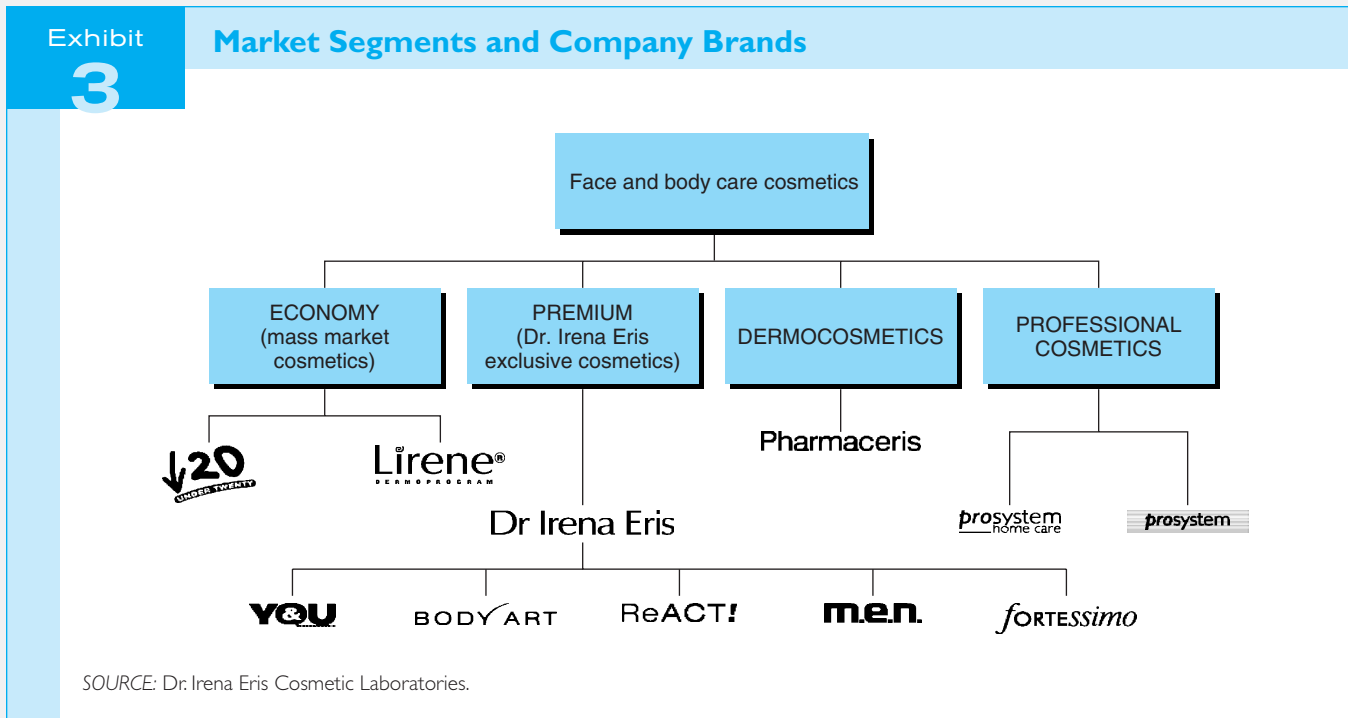 Exhibit
3
Market Segments and Company Brands
Face and body care cosmetics
ECONOMY
(mass market
cosmetics)
PREMIUM
(Dr. Irena Eris
exclusive cosmetics)
DERMOCOSMETICS
PROFESSIONAL
COSMETICS
20
UNDER TWENTY
Lirene®
DERMOPROGRAM
Pharmaceris
Dr Irena Eris
prosystem
home care
prosystem
Y&U
BODY ART
ReACT!
m.e.n.
fORTESsimo
SOURCE: Dr. Irena Eris Cosmetic Laboratories.